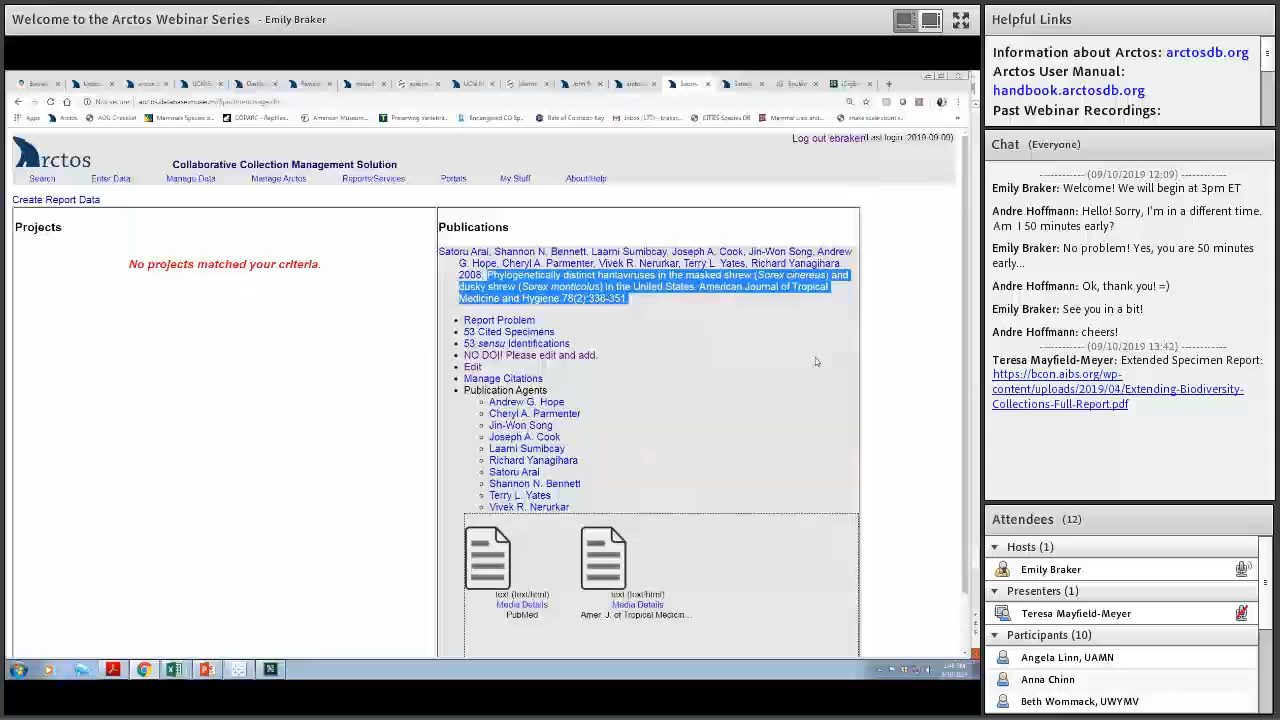 Welcome to the Arctos Webinar Series - Emily Braker
Log out ebraker(Last login: 2019-09-09)
Arctos
Collaborative Collection Management Solution
Search Enter Data Manage Data Manage Arctos Reports/Services Portals My Stuff About/Help
Create Report Data
Projects
No projects matched your criteria.
Publications
Satoru Arai, Shannon N. Bennett, Laarni Sumibcay, Joseph A. Cook, Jin-Won Song, Andrew
G. Hope, Cheryl A. Parmenter, Vivek R. Nerurkar, Terry L. Yates, Richard Yanagihara.
2008. Phylogenetically distinct hantaviruses in the masked shrew (Sorex cinereus) and
dusky shrew (Sorex monticolus) in the United States. American Journal of Tropical
Medicine and Hygiene 78(2):338-351.
Report Problem
53 Cited Specimens
53 sensu Identifications
NO DOI! Please edit and add.
Edit
Manage Citations
Publication Agents
Andrew G. Hope
Cheryl A. Parmenter
Jin-Won Song
Joseph A. Cook
Laarni Sumibcay
Richard Yanagihara
Satoru Arai
Shannon N. Bennett
Terry L. Yates
Vivek R. Nerurkar
text (text/html) text (text/html)
Media Details Media Details
PubMed Amer. J. of Tropical Medicin...
Helpful Links
Information about Arctos: arctosdb.org
Arctos User Manual:
handbook.arctosdb.org
Past Webinar Recordings:
Chat (Everyone)
------------ (09/10/2019 12:09) ------------
Emily Braker: Welcome! We will begin at 3pm ET
Andre Hoffmann: Hello! Sorry, I'm in a different time.
Am I 50 minutes early?
Emily Braker: No problem! Yes, you are 50 minutes
early...
Andre Hoffmann: Ok, thank you! =)
Emily Braker: See you in a bit!
Andre Hoffmann: cheers!
------------ (09/10/2019 13:42) ------------
Teresa Mayfield-Meyer: Extended Specimen Report:
https://bcon.aibs.org/wp-
content/uploads/2019/04/Extending-Biodiversity-
Collections-Full-Report.pdf
Attendees (12)
Hosts (1)
Emily Braker
Presenters (1)
Teresa Mayfield-Meyer
Participants (10)
Angela Linn, UAMN
Anna Chinn
Beth Wommack, UWYMV